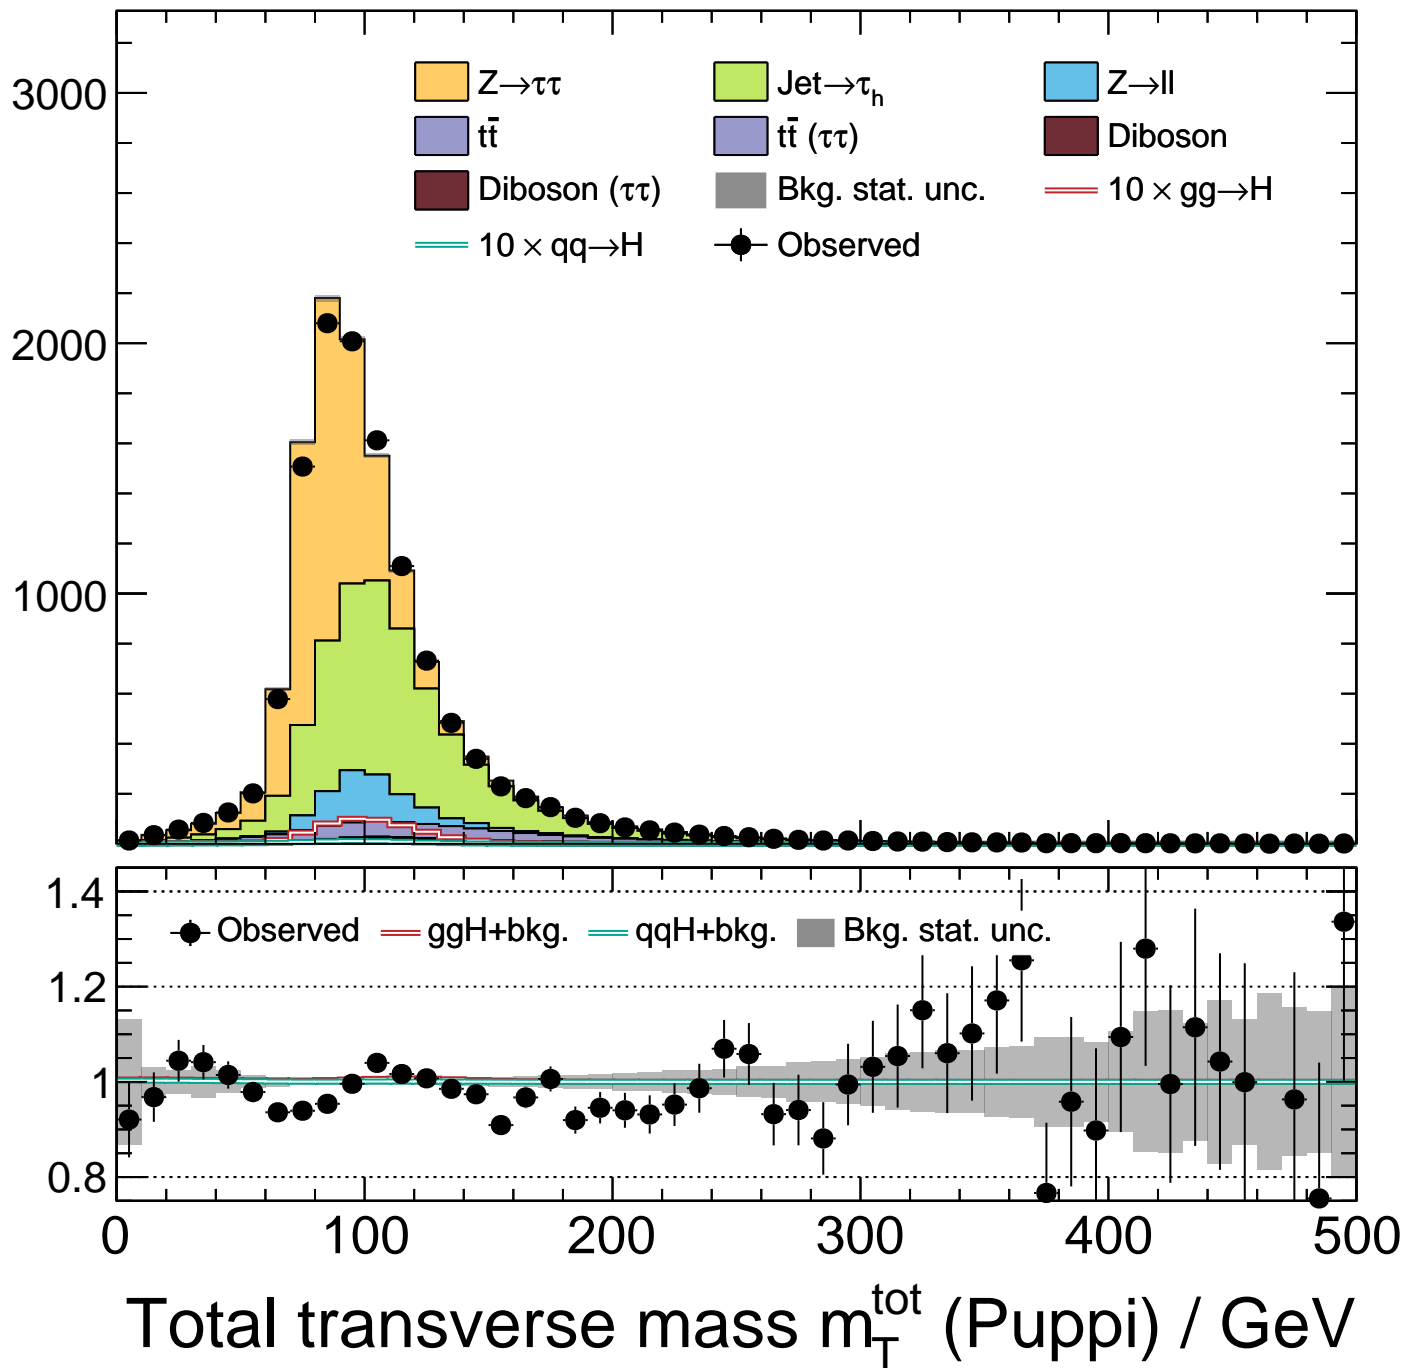 3000
2000
1000
Z→ττ Jet→τh Z→ll
tt̄ tt̄ (ττ) Diboson
Diboson (ττ) Bkg. stat. unc. 10 × gg→H
10 × qq→H Observed
1.4
1.2
1
0.8
Observed ggH+bkg. qqH+bkg. Bkg. stat. unc.
0 100 200 300 400 500
Total transverse mass m_T^tot (Puppi) / GeV